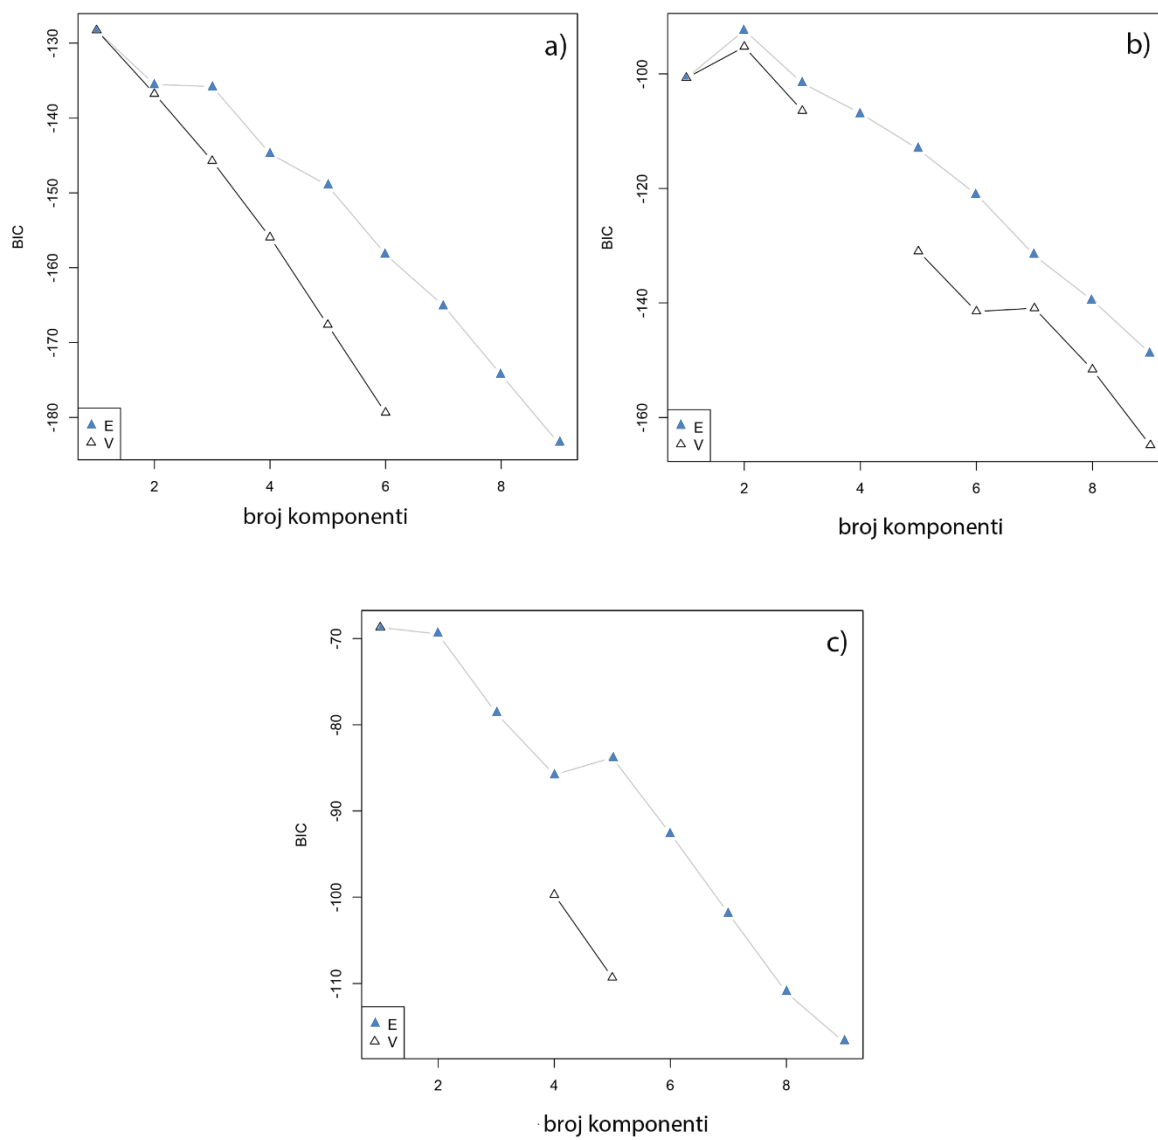 a)
BIC
-130
-140
-150
-160
-170
-180
E
V
2 4 6 8
broj komponenti
b)
BIC
-100
-120
-140
-160
E
V
2 4 6 8
broj komponenti
c)
BIC
-70
-80
-90
-100
-110
E
V
2 4 6 8
broj komponenti